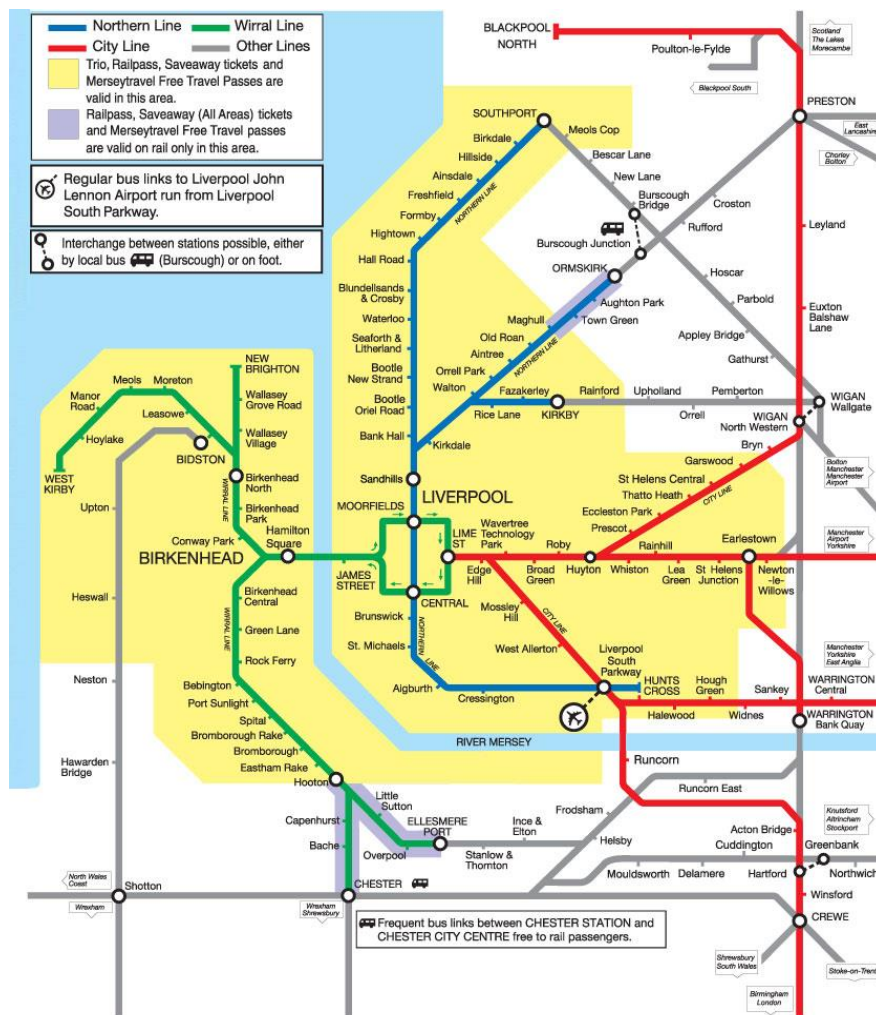 Northern Line
Wirral Line
City Line
Other Lines
Trio, Railpass, Saveaway tickets and
Merseytravel Free Travel Passes are
valid in this area.
Railpass, Saveaway (All Areas) tickets
and Merseytravel Free Travel passes
are valid on rail only in this area.
Regular bus links to Liverpool John
Lennon Airport run from Liverpool
South Parkway.
Interchange between stations possible, either
by local bus (Burscough) or on foot.
BLACKPOOL
NORTH
Poulton-le-Fylde
Blackpool South
Scotland
The Lakes
Morecambe
PRESTON
East
Lancashire
Chorley
Bolton
SOUTHPORT
Meols Cop
Birkdale
Bescar Lane
Hillside
New Lane
Ainsdale
Burscough
Bridge
Freshfield
NORTHERN LINE
Croston
Formby
Rufford
Leyland
Hightown
Burscough Junction
Hall Road
ORMSKIRK
Hoscar
Blundellsands
& Crosby
Aughton Park
Parbold
Euxton
Balshaw
Lane
Waterloo
Maghull
Town Green
Appley Bridge
Seaforth &
Litherland
Old Roan
NORTHERN LINE
Gathurst
Aintree
Bootle
New Strand
Orrell Park
Walton
Fazakerley
Rainford
Upholland
Pemberton
WIGAN
Wallgate
Bootle
Oriel Road
Rice Lane
KIRKBY
Orrell
WIGAN
North Western
Bank Hall
Kirkdale
Bryn
NEW
BRIGHTON
Meols
Moreton
Manor
Road
Wallasey
Grove Road
Leasowe
Hoylake
Wallasey
Village
BIDSTON
WEST
KIRBY
Birkenhead
North
Upton
WIRRAL LINE
Birkenhead
Park
Conway Park
Hamilton
Square
BIRKENHEAD
Sandhills
LIVERPOOL
MOORFIELDS
LIME
ST
JAMES
STREET
CENTRAL
Garswood
St Helens Central
Thatto Heath
CITY LINE
Eccleston Park
Prescot
Bolton
Manchester
Manchester
Airport
Wavertree
Technology
Park
Roby
Rainhill
Earlestown
Manchester
Airport
Yorkshire
Edge
Hill
Broad
Green
Huyton
Whiston
Lea
Green
St Helens
Junction
Newton
-le-
Willows
Birkenhead
Central
Heswall
WIRRAL LINE
Green Lane
Rock Ferry
Brunswick
Mossley
Hill
CITY LINE
St. Michaels
NORTHERN
LINE
West Allerton
Liverpool
South
Parkway
Manchester
Yorkshire
East Anglia
Neston
Bebington
Aigburth
Cressington
HUNTS
CROSS
Hough
Green
Sankey
WARRINGTON
Central
Port Sunlight
Halewood
Widnes
Spital
WARRINGTON
Bank Quay
Bromborough Rake
RIVER MERSEY
Bromborough
Hawarden
Bridge
Eastham Rake
Runcorn
Hooton
Runcorn East
Little
Sutton
Capenhurst
ELLESMERE
PORT
Ince &
Elton
Frodsham
Bache
Overpool
Stanlow &
Thornton
Helsby
Acton Bridge
Knutsford
Altrincham
Stockport
Cuddington
Greenbank
Mouldsworth
Delamere
Hartford
Northwich
North Wales
Coast
Shotton
CHESTER
Winsford
Wrexham
Wrexham
Shrewsbury
CREWE
Frequent bus links between CHESTER STATION and
CHESTER CITY CENTRE free to rail passengers.
Shrewsbury
South Wales
Stoke-on-Trent
Birmingham
London